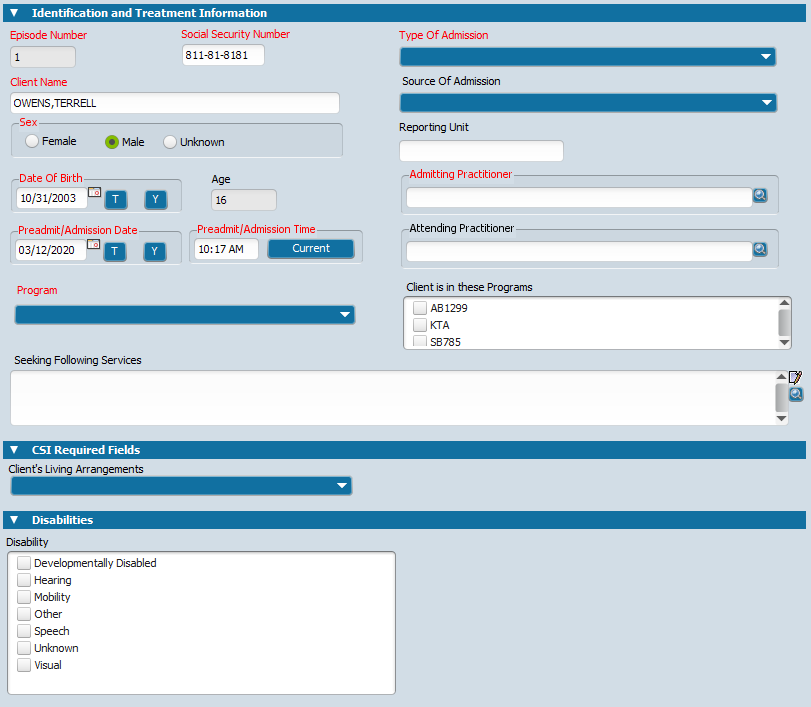 Identification and Treatment Information
Episode Number
Social Security Number
1
811-81-8181
Client Name
OWENS,TERRELL
Sex
Female Male Unknown
Date Of Birth
Age
10/31/2003 T Y
16
Preadmit/Admission Date
Preadmit/Admission Time
03/12/2020 T Y
10:17 AM Current
Program
Type Of Admission
Source Of Admission
Reporting Unit
Admitting Practitioner
Attending Practitioner
Client is in these Programs
AB1299
KTA
SB785
Seeking Following Services
CSI Required Fields
Client's Living Arrangements
Disabilities
Disability
Developmentally Disabled
Hearing
Mobility
Other
Speech
Unknown
Visual